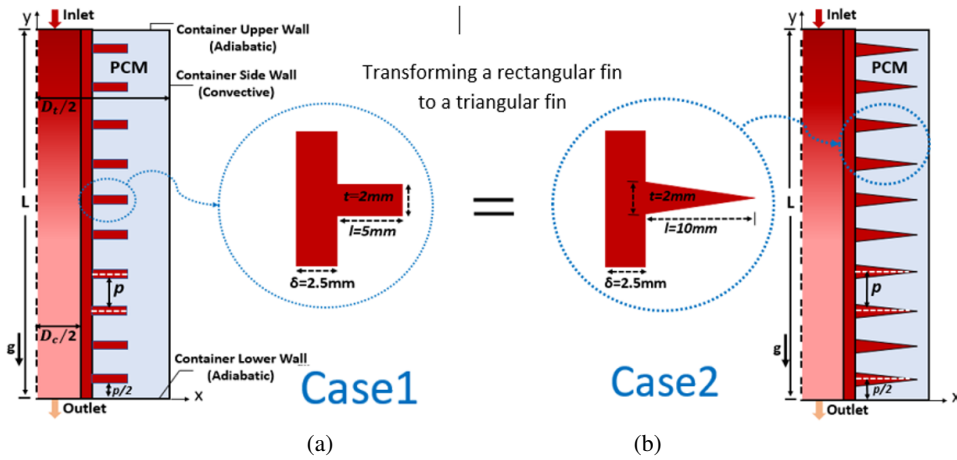 y
Inlet
Container Upper Wall
(Adiabatic)
PCM
Container Side Wall
(Convective)
D_t/2
L
p
D_c/2
g
Container Lower Wall
(Adiabatic)
p/2
x
Outlet
t=2mm
l=5mm
δ=2.5mm
Case1
(a)
Transforming a rectangular fin
to a triangular fin
=
t=2mm
l=10mm
δ=2.5mm
Case2
(b)
y
Inlet
PCM
L
p
g
p/2
x
Outlet